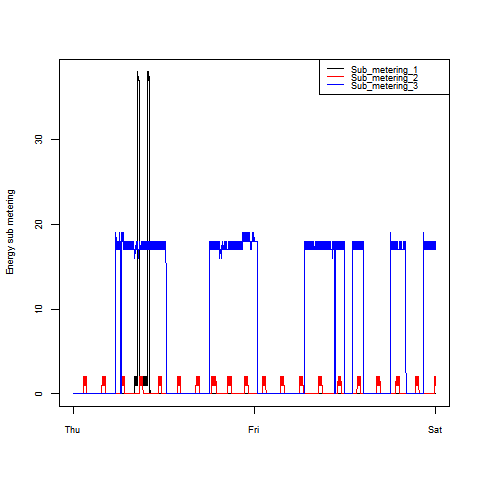 Sub_metering_1
Sub_metering_2
Sub_metering_3
Energy sub metering
30
20
10
0
Thu
Fri
Sat